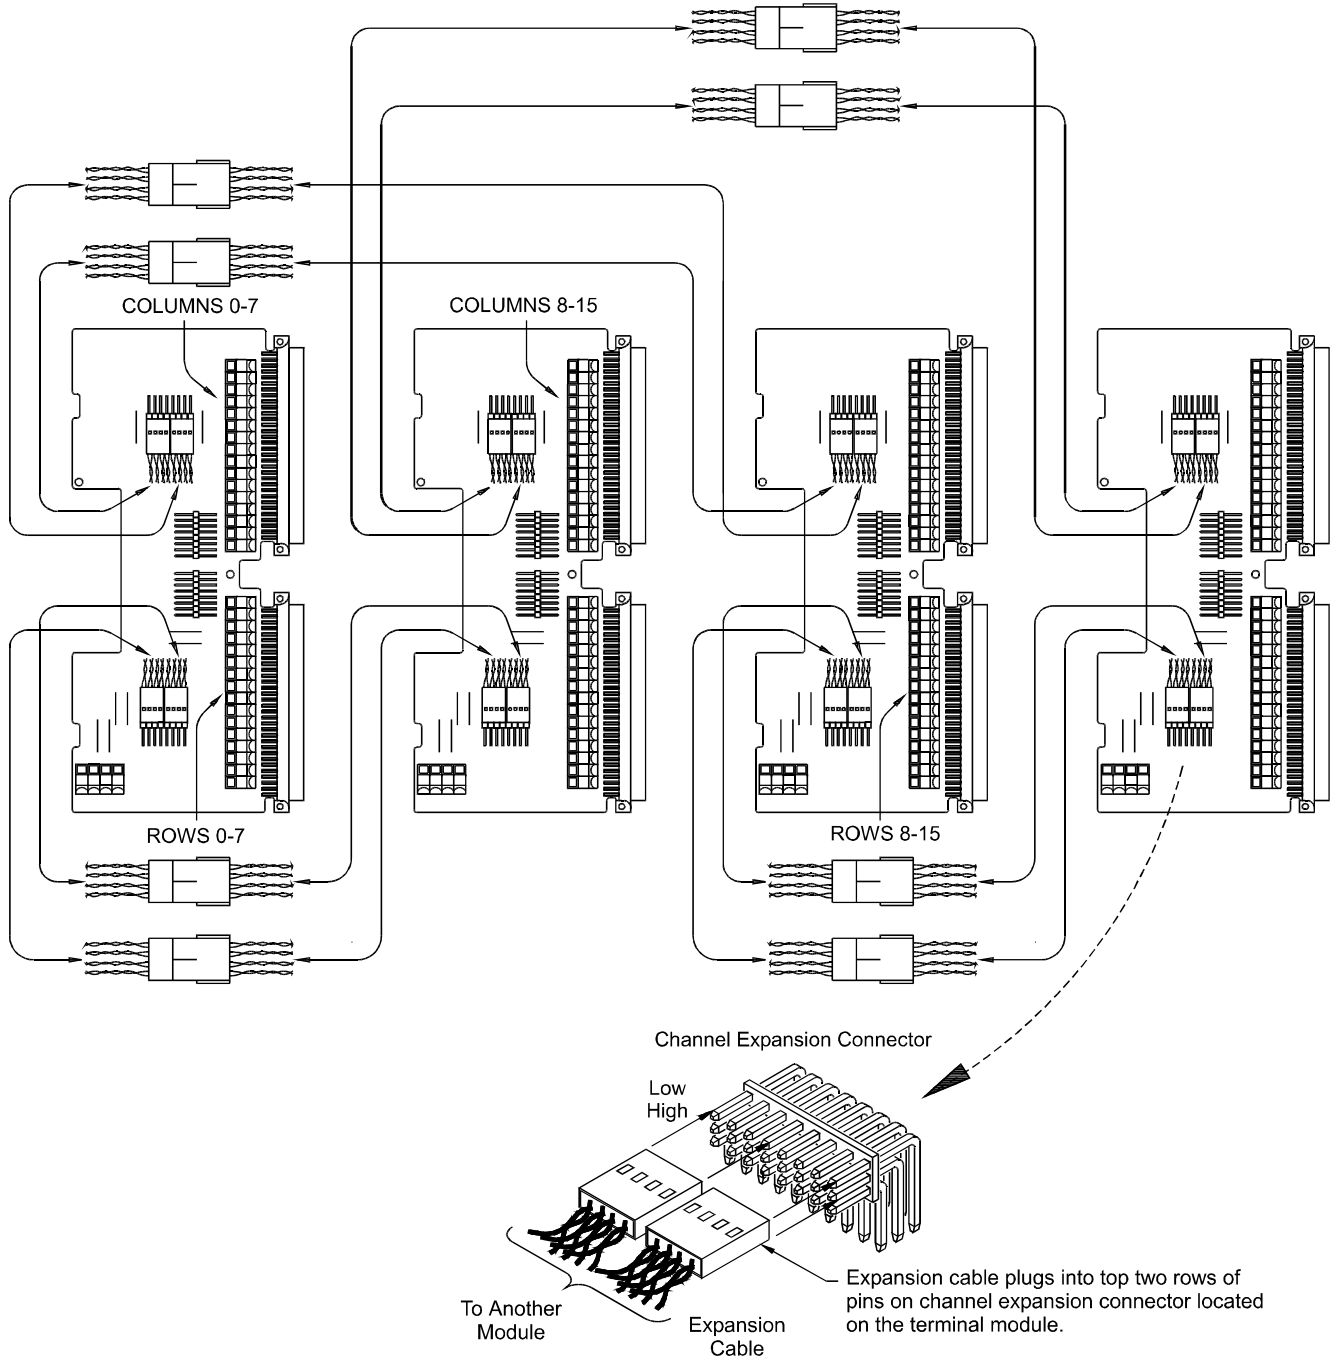 COLUMNS 0-7
COLUMNS 8-15
ROWS 0-7
ROWS 8-15
Channel Expansion Connector
Low
High
To Another
Module
Expansion
Cable
Expansion cable plugs into top two rows of
pins on channel expansion connector located
on the terminal module.